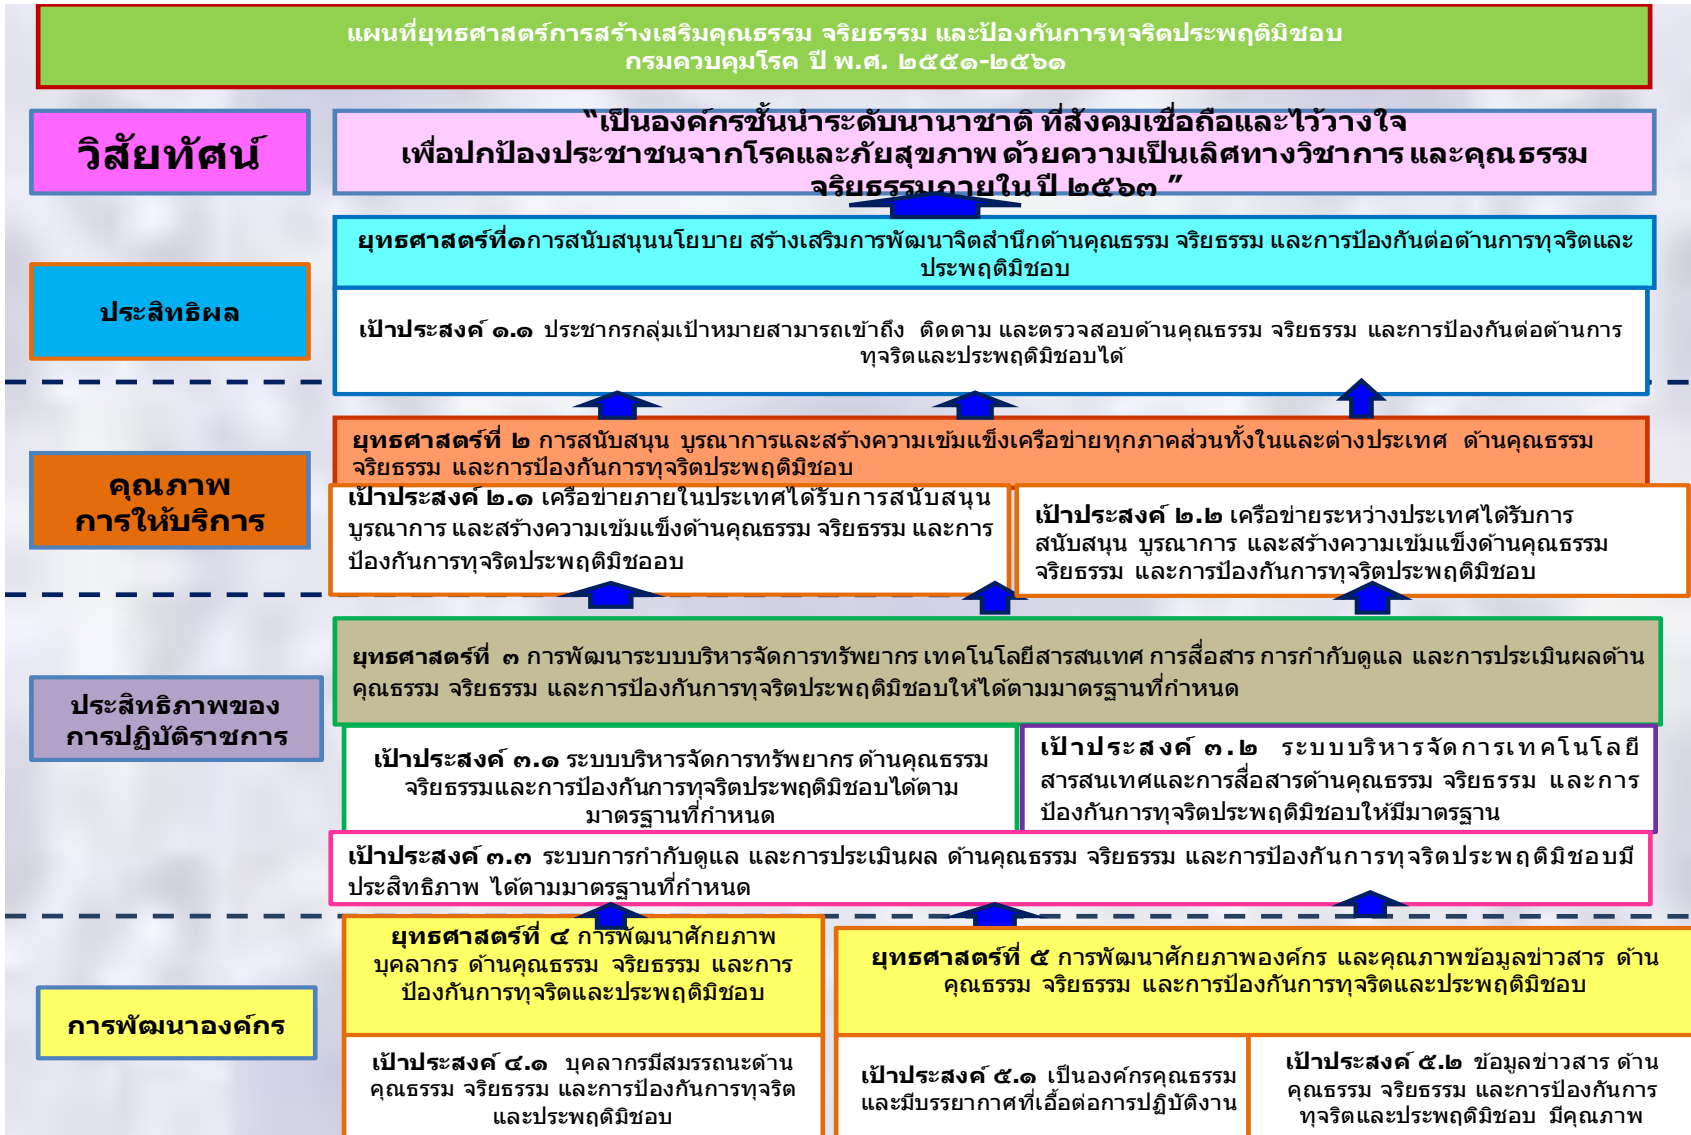 แผนที่ยุทธศาสตร์การสร้างเสริมคุณธรรม จริยธรรม และป้องกันการทุจริตประพฤติมิชอบ
กรมควบคุมโรค ปี พ.ศ. ๒๕๕๑-๒๕๖๑
วิสัยทัศน์
“เป็นองค์กรชั้นนำระดับนานาชาติ ที่สังคมเชื่อถือและไว้วางใจ
เพื่อปกป้องประชาชนจากโรคและภัยสุขภาพ ด้วยความเป็นเลิศทางวิชาการ และคุณธรรม
จริยธรรมภายใน ปี ๒๕๖๓ ”
ยุทธศาสตร์ที่๑การสนับสนุนนโยบาย สร้างเสริมการพัฒนาจิตสำนึกด้านคุณธรรม จริยธรรม และการป้องกันต่อต้านการทุจริตและ
ประพฤติมิชอบ
ประสิทธิผล
เป้าประสงค์ ๑.๑ ประชากรกลุ่มเป้าหมายสามารถเข้าถึง ติดตาม และตรวจสอบด้านคุณธรรม จริยธรรม และการป้องกันต่อต้านการ
ทุจริตและประพฤติมิชอบได้
ยุทธศาสตร์ที่ ๒ การสนับสนุน บูรณาการและสร้างความเข้มแข็งเครือข่ายทุกภาคส่วนทั้งในและต่างประเทศ ด้านคุณธรรม
จริยธรรม และการป้องกันการทุจริตประพฤติมิชอบ
คุณภาพ
การให้บริการ
เป้าประสงค์ ๒.๑ เครือข่ายภายในประเทศได้รับการสนับสนุน
บูรณาการ และสร้างความเข้มแข็งด้านคุณธรรม จริยธรรม และการ
ป้องกันการทุจริตประพฤติมิชออบ
เป้าประสงค์ ๒.๒ เครือข่ายระหว่างประเทศได้รับการ
สนับสนุน บูรณาการ และสร้างความเข้มแข็งด้านคุณธรรม
จริยธรรม และการป้องกันการทุจริตประพฤติมิชอบ
ยุทธศาสตร์ที่ ๓ การพัฒนาระบบบริหารจัดการทรัพยากร เทคโนโลยีสารสนเทศ การสื่อสาร การกำกับดูแล และการประเมินผลด้าน
คุณธรรม จริยธรรม และการป้องกันการทุจริตประพฤติมิชอบให้ได้ตามมาตรฐานที่กำหนด
ประสิทธิภาพของ
การปฏิบัติราชการ
เป้าประสงค์ ๓.๑ ระบบบริหารจัดการทรัพยากร ด้านคุณธรรม
จริยธรรมและการป้องกันการทุจริตประพฤติมิชอบได้ตาม
มาตรฐานที่กำหนด
เป้าประสงค์ ๓.๒ ระบบบริหารจัดการเทคโนโลยี
สารสนเทศและการสื่อสารด้านคุณธรรม จริยธรรม และการ
ป้องกันการทุจริตประพฤติมิชอบให้มีมาตรฐาน
เป้าประสงค์ ๓.๓ ระบบการกำกับดูแล และการประเมินผล ด้านคุณธรรม จริยธรรม และการป้องกันการทุจริตประพฤติมิชอบมี
ประสิทธิภาพ ได้ตามมาตรฐานที่กำหนด
ยุทธศาสตร์ที่ ๔ การพัฒนาศักยภาพ
บุคลากร ด้านคุณธรรม จริยธรรม และการ
ป้องกันการทุจริตและประพฤติมิชอบ
ยุทธศาสตร์ที่ ๕ การพัฒนาศักยภาพองค์กร และคุณภาพข้อมูลข่าวสาร ด้าน
คุณธรรม จริยธรรม และการป้องกันการทุจริตและประพฤติมิชอบ
การพัฒนาองค์กร
เป้าประสงค์ ๔.๑ บุคลากรมีสมรรถนะด้าน
คุณธรรม จริยธรรม และการป้องกันการทุจริต
และประพฤติมิชอบ
เป้าประสงค์ ๕.๑ เป็นองค์กรคุณธรรม
และมีบรรยากาศที่เอื้อต่อการปฏิบัติงาน
เป้าประสงค์ ๕.๒ ข้อมูลข่าวสาร ด้าน
คุณธรรม จริยธรรม และการป้องกันการ
ทุจริตและประพฤติมิชอบ มีคุณภาพ